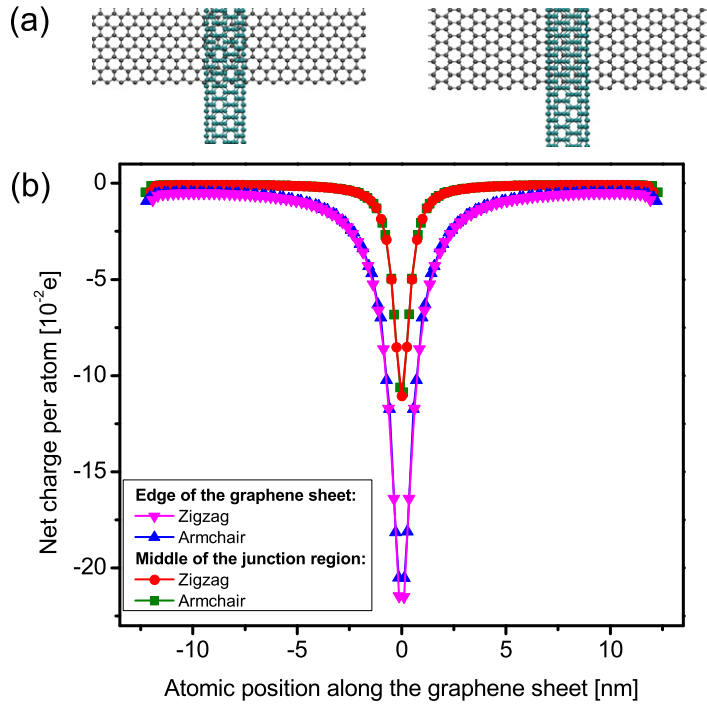 (a)
(b)
0
-5
-10
-15
-20
Net charge per atom [10⁻²e]
Edge of the graphene sheet:
Zigzag
Armchair
Middle of the junction region:
Zigzag
Armchair
-10
-5
0
5
10
Atomic position along the graphene sheet [nm]